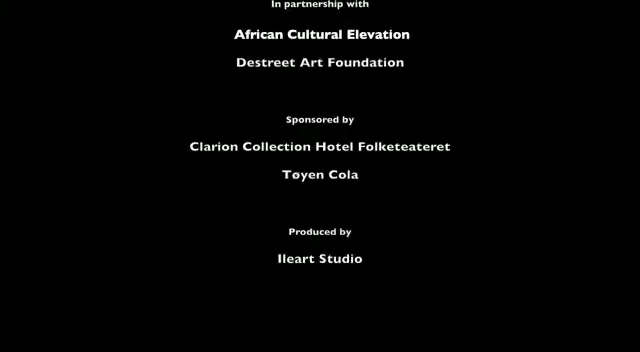 In partnership with
African Cultural Elevation
Destreet Art Foundation
Sponsored by
Clarion Collection Hotel Folketeateret
Tøyen Cola
Produced by
Ileart Studio